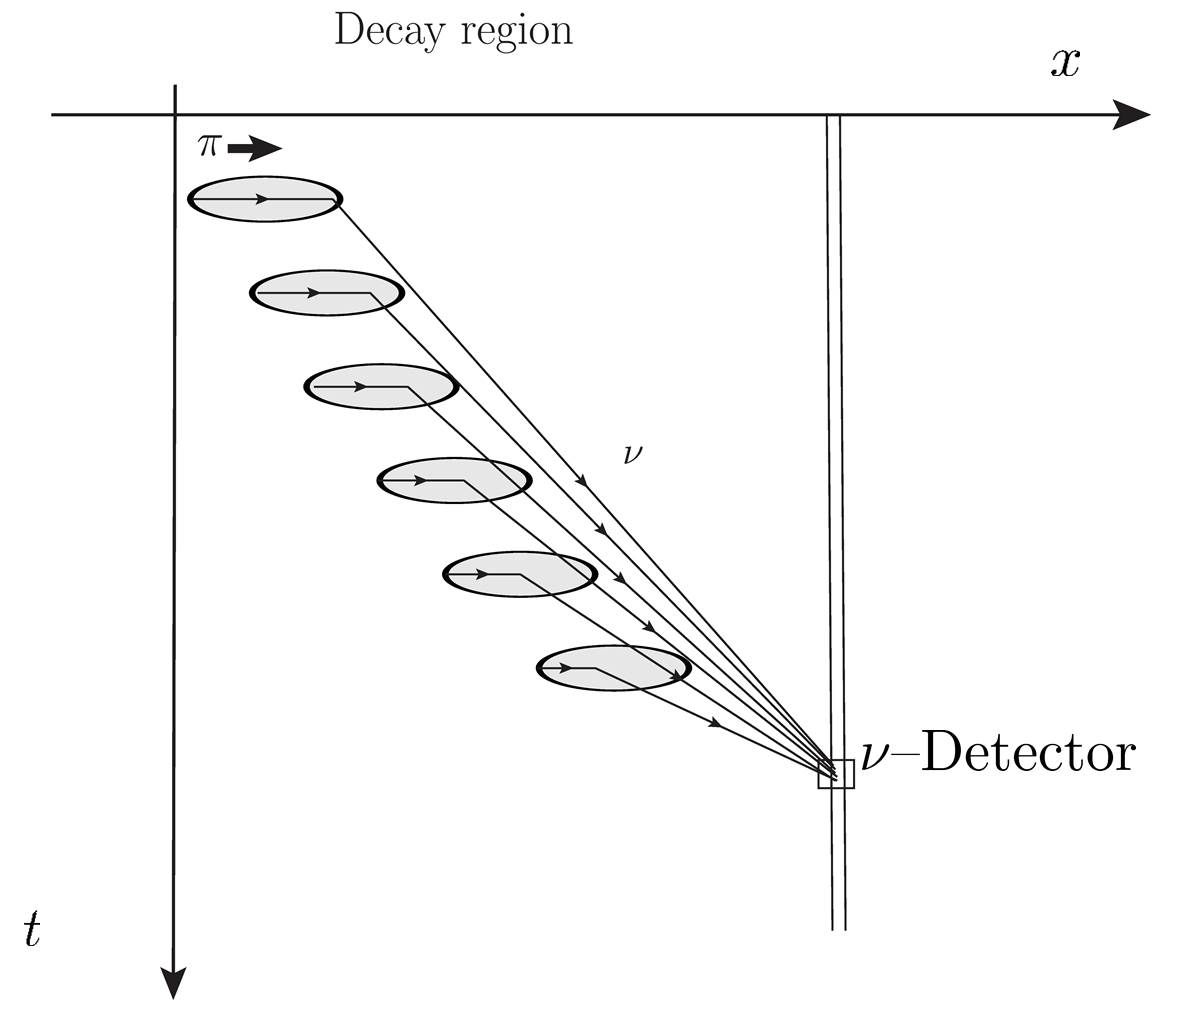 Decay region
x
π
ν
ν–Detector
t